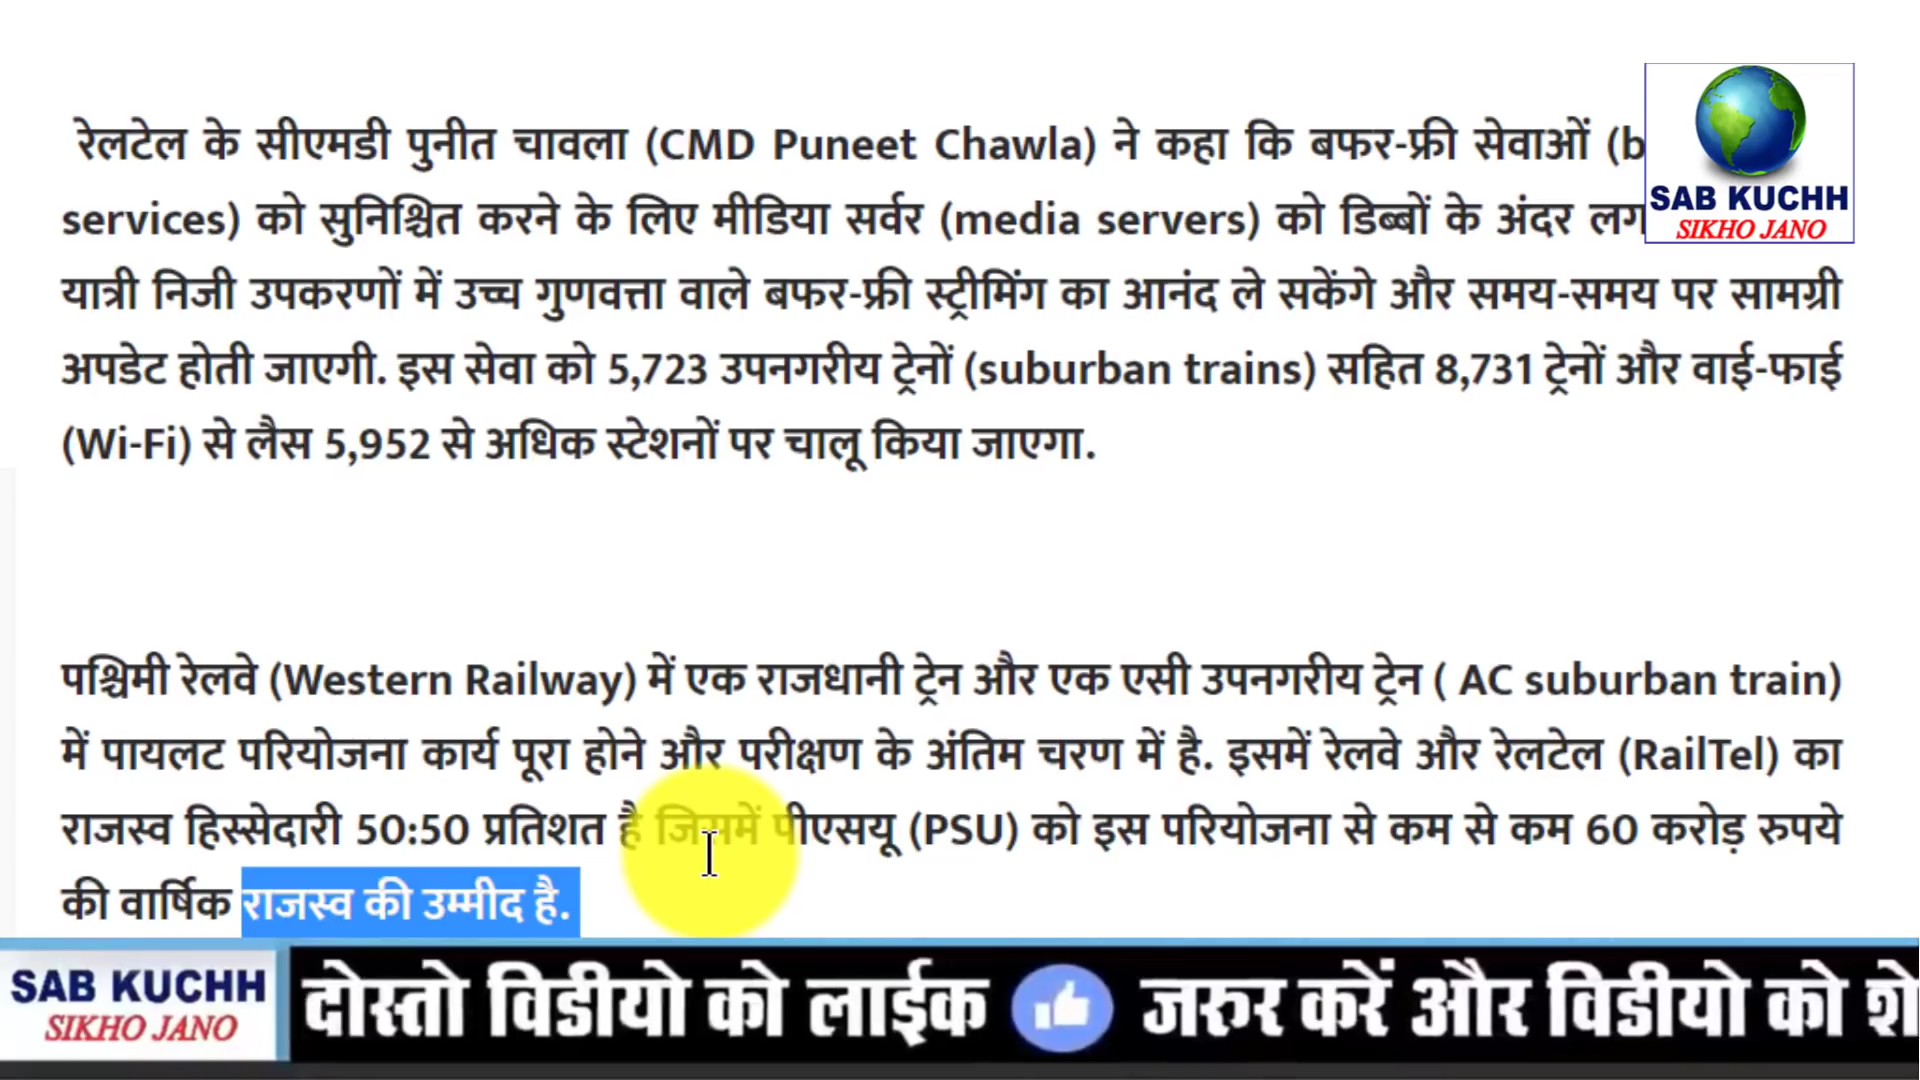 रेलटेल के सीएमडी पुनीत चावला (CMD Puneet Chawla) ने कहा कि बफर-फ्री सेवाओं (b
services) को सुनिश्चित करने के लिए मीडिया सर्वर (media servers) को डिब्बों के अंदर लग
यात्री निजी उपकरणों में उच्च गुणवत्ता वाले बफर-फ्री स्ट्रीमिंग का आनंद ले सकेंगे और समय-समय पर सामग्री
अपडेट होती जाएगी. इस सेवा को 5,723 उपनगरीय ट्रेनों (suburban trains) सहित 8,731 ट्रेनों और वाई-फाई
(Wi-Fi) से लैस 5,952 से अधिक स्टेशनों पर चालू किया जाएगा.
SAB KUCHH
SIKHO JANO
पश्चिमी रेलवे (Western Railway) में एक राजधानी ट्रेन और एक एसी उपनगरीय ट्रेन ( AC suburban train)
में पायलट परियोजना कार्य पूरा होने और परीक्षण के अंतिम चरण में है. इसमें रेलवे और रेलटेल (RailTel) का
राजस्व हिस्सेदारी 50:50 प्रतिशत है जिसमें पीएसयू (PSU) को इस परियोजना से कम से कम 60 करोड़ रुपये
की वार्षिक राजस्व की उम्मीद है.
SAB KUCHH
SIKHO JANO
दोस्तो विडीयो को लाईक जरुर करें और विडीयो को शे